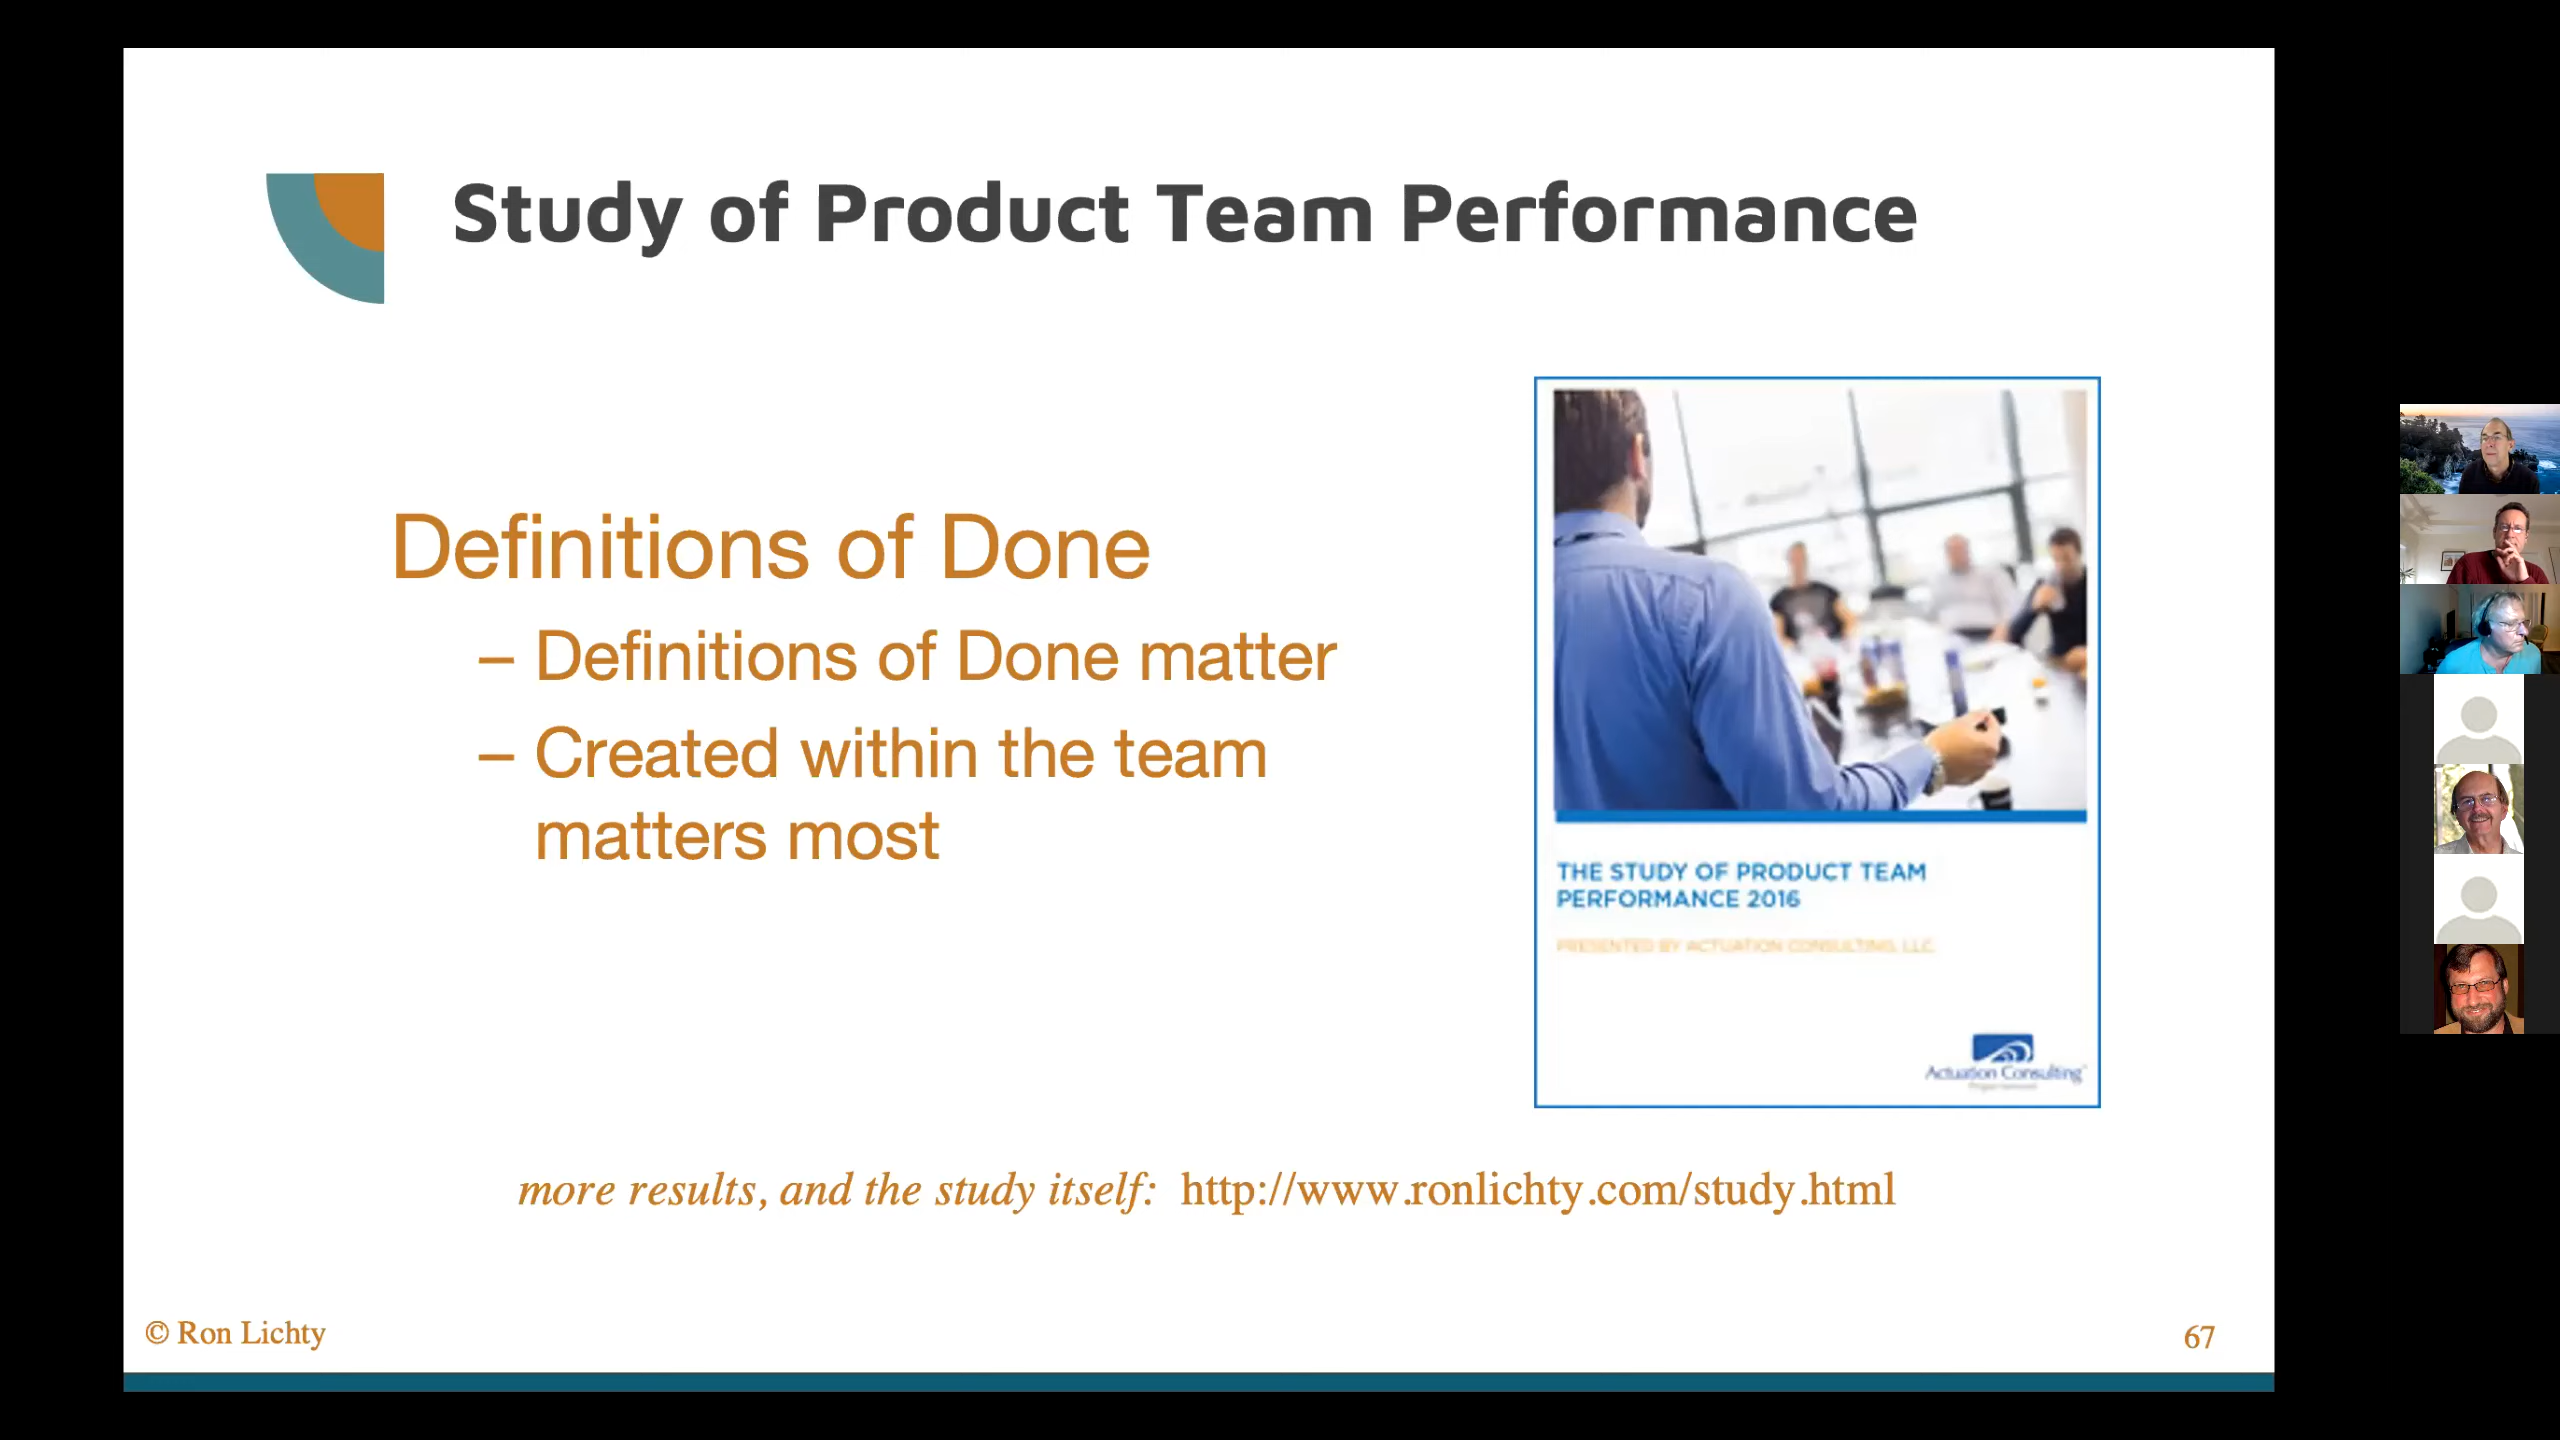 Study of Product Team Performance
Definitions of Done
– Definitions of Done matter
– Created within the team
matters most
THE STUDY OF PRODUCT TEAM
PERFORMANCE 2016
PRESENTED BY ACTUATION CONSULTING, LLC
Actuation Consulting
more results, and the study itself: http://www.ronlichty.com/study.html
© Ron Lichty
67